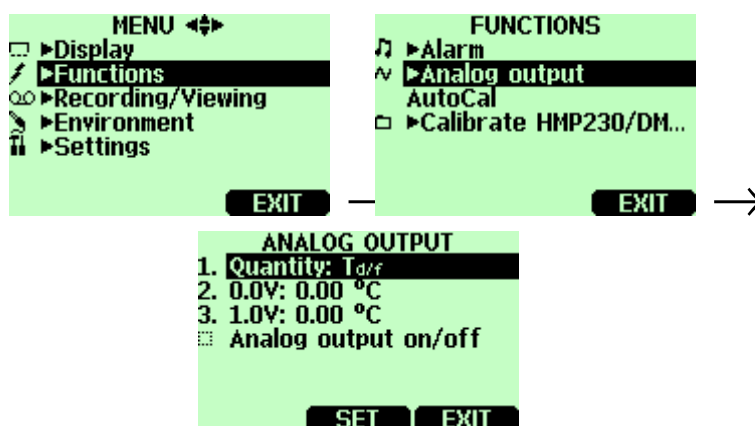 MENU
▶Display
▶Functions
▶Recording/Viewing
▶Environment
▶Settings
EXIT
FUNCTIONS
▶Alarm
▶Analog output
AutoCal
▶Calibrate HMP230/DM...
EXIT
ANALOG OUTPUT
1. Quantity: Td/f
2. 0.0V: 0.00 ºC
3. 1.0V: 0.00 ºC
Analog output on/off
SET EXIT